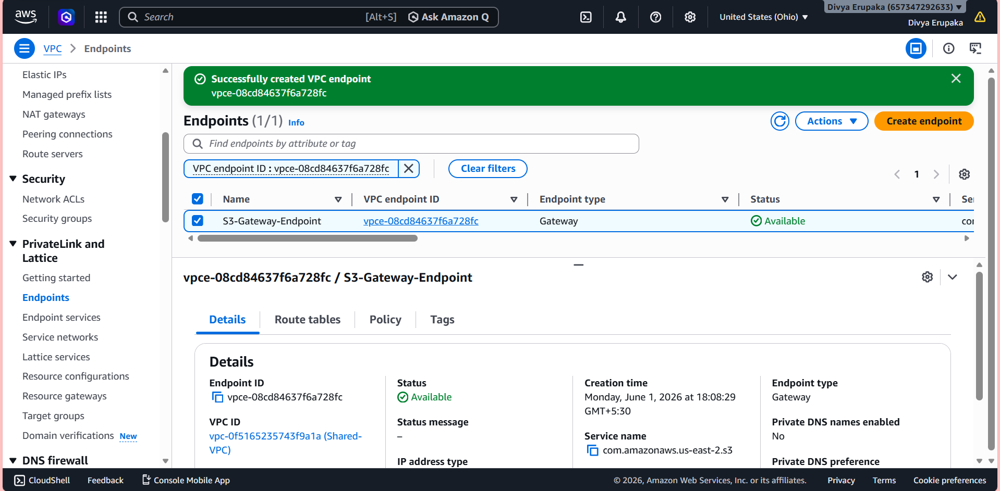 aws
Search
[Alt+S]
Ask Amazon Q
United States (Ohio)
Divya Erupaka (657347292633)
Divya Erupaka
VPC
Endpoints
Elastic IPs
Managed prefix lists
NAT gateways
Peering connections
Route servers
Security
Network ACLs
Security groups
PrivateLink and
Lattice
Getting started
Endpoints
Endpoint services
Service networks
Lattice services
Resource configurations
Resource gateways
Target groups
Domain verifications New
DNS firewall
Successfully created VPC endpoint
vpce-08cd84637f6a728fc
Endpoints (1/1) Info
Actions
Create endpoint
Find endpoints by attribute or tag
VPC endpoint ID : vpce-08cd84637f6a728fc
Clear filters
1
Name
VPC endpoint ID
Endpoint type
Status
Ser
S3-Gateway-Endpoint
vpce-08cd84637f6a728fc
Gateway
Available
com
vpce-08cd84637f6a728fc / S3-Gateway-Endpoint
Details
Route tables
Policy
Tags
Details
Endpoint ID
vpce-08cd84637f6a728fc
VPC ID
vpc-0f5165235743f9a1a (Shared-
VPC)
Status
Available
Status message
–
IP address type
Creation time
Monday, June 1, 2026 at 18:08:29
GMT+5:30
Service name
com.amazonaws.us-east-2.s3
Endpoint type
Gateway
Private DNS names enabled
No
Private DNS preference
CloudShell
Feedback
Console Mobile App
© 2026, Amazon Web Services, Inc. or its affiliates.
Privacy
Terms
Cookie preferences